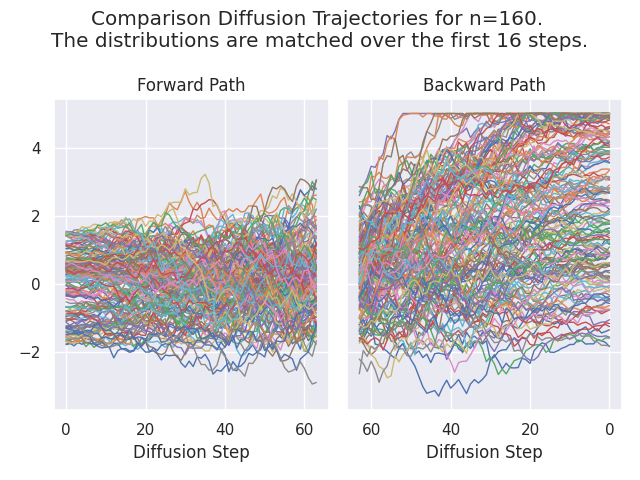 Comparison Diffusion Trajectories for n=160.
The distributions are matched over the first 16 steps.
Forward Path
Backward Path
4
2
0
−2
0 20 40 60
60 40 20 0
Diffusion Step
Diffusion Step